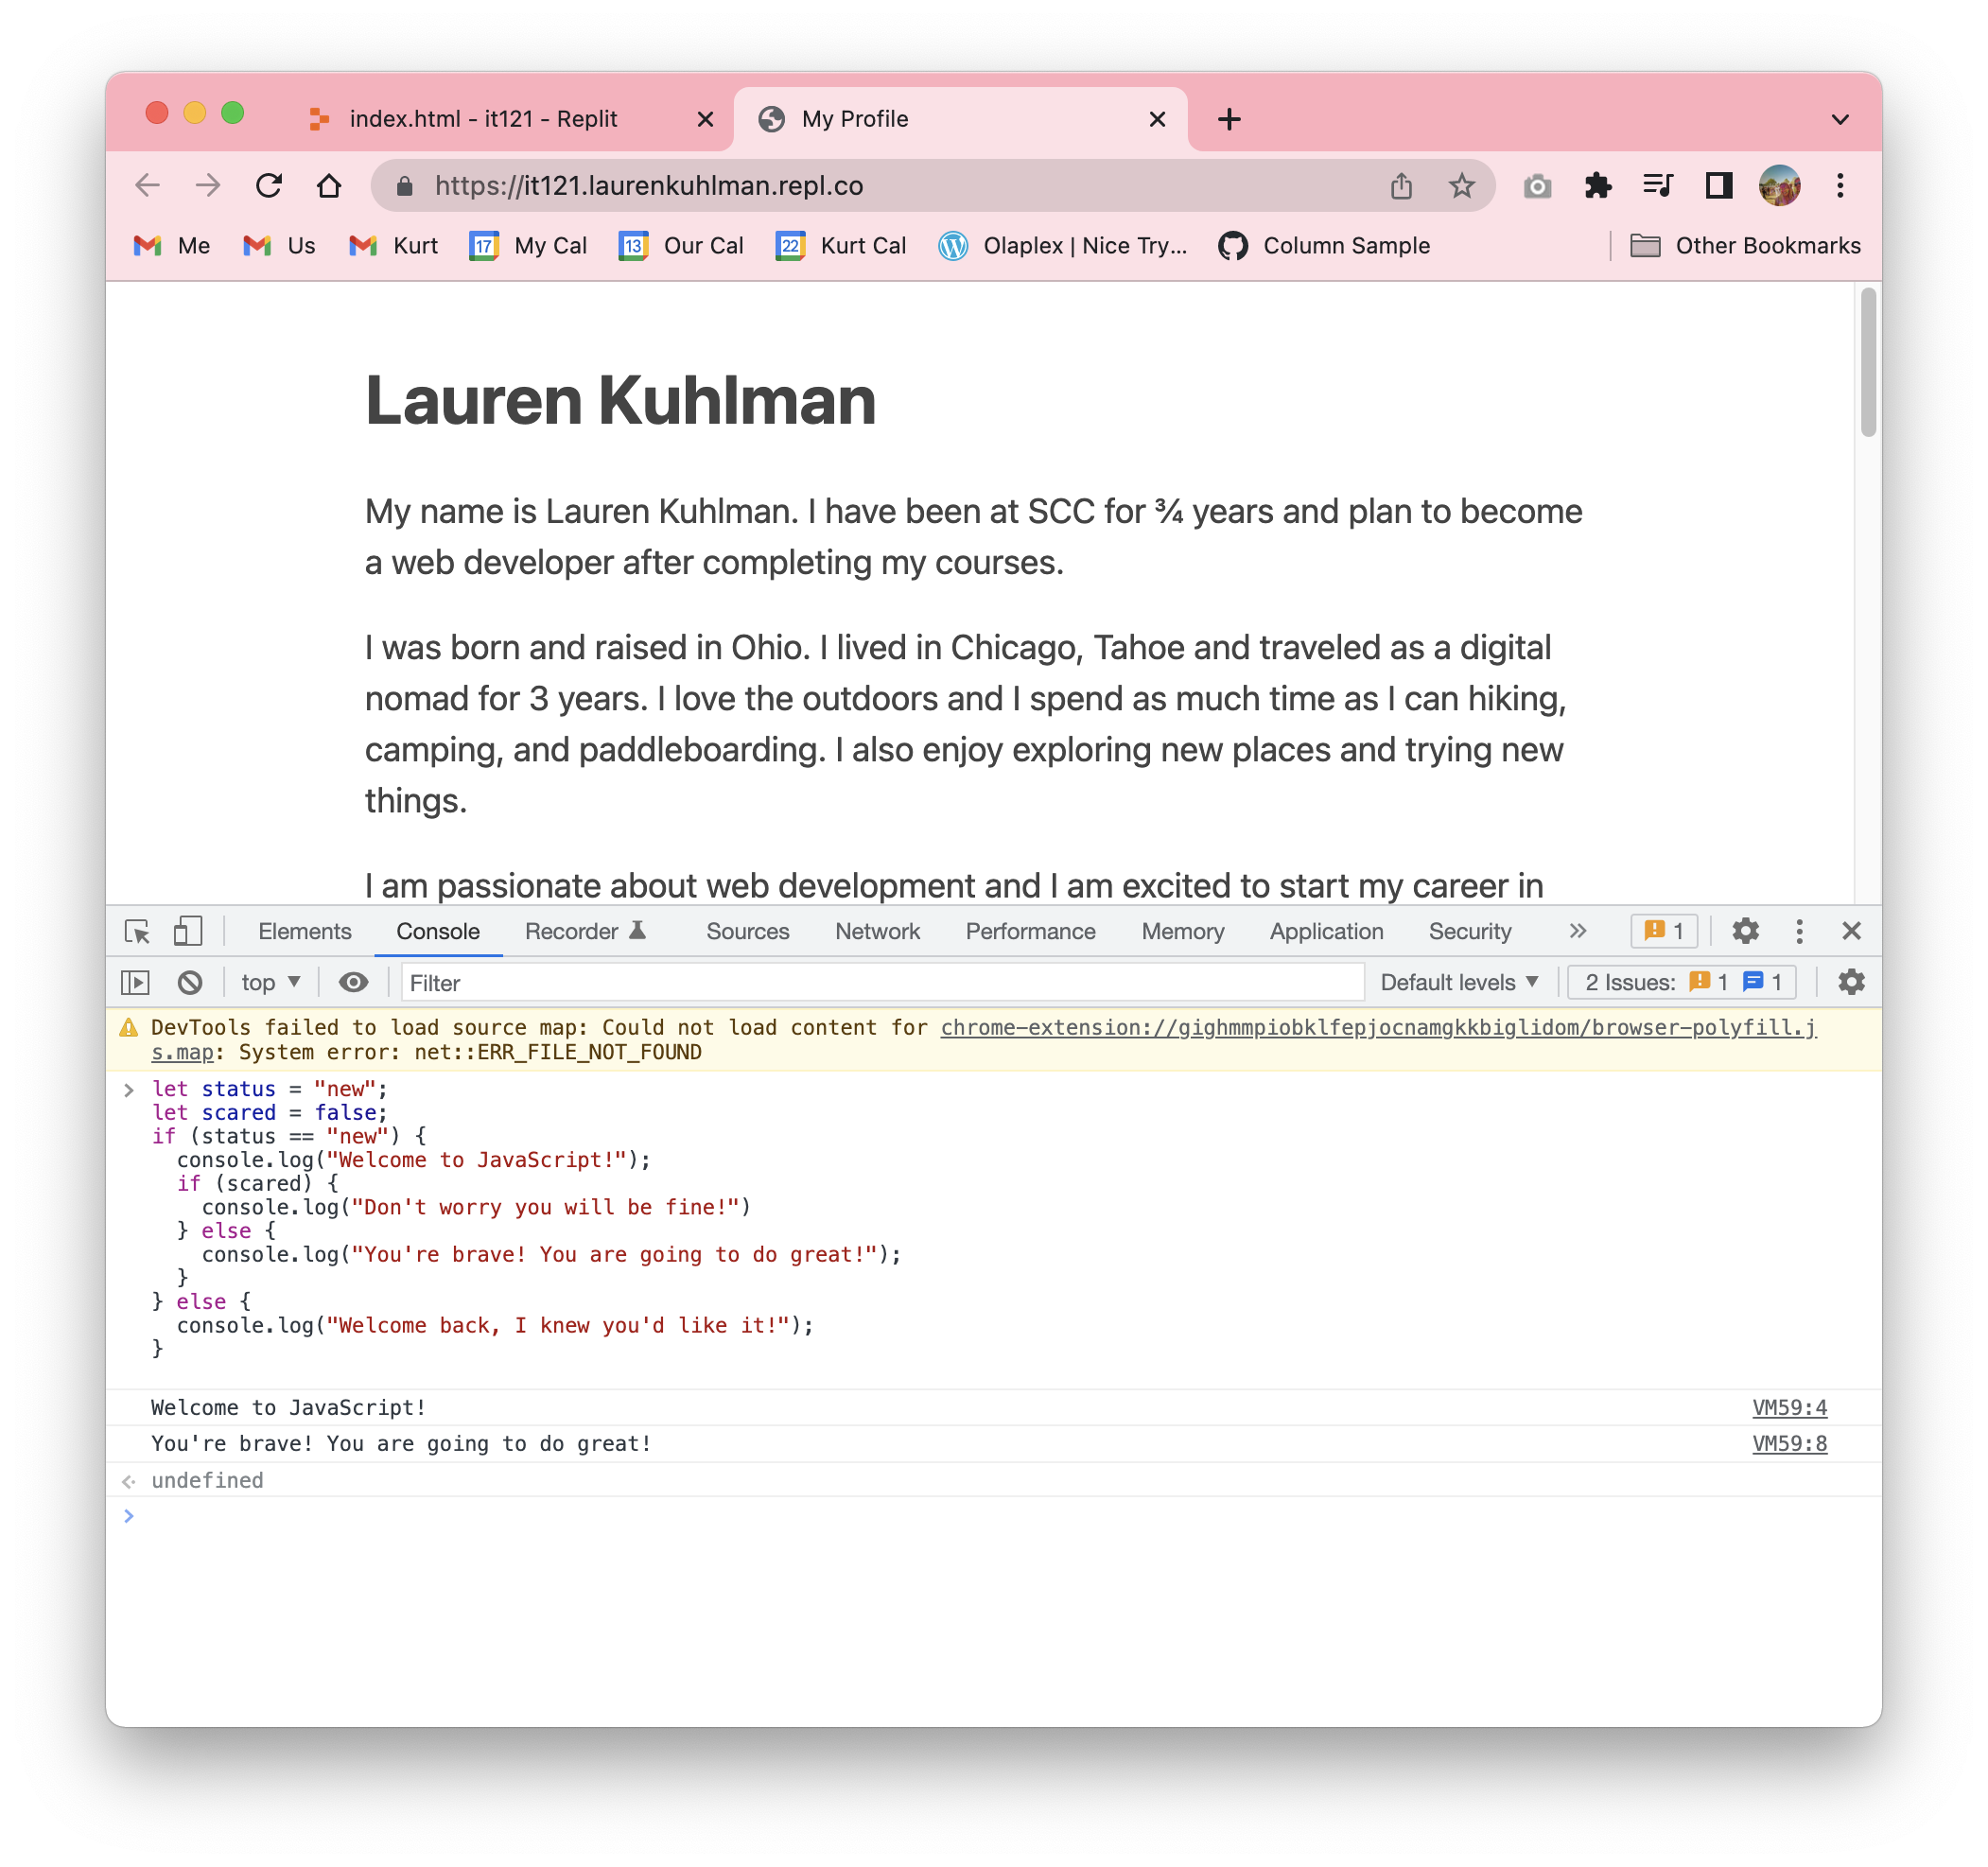 index.html - it121 - Replit
My Profile
https://it121.laurenkuhlman.repl.co
Me Us Kurt 17 My Cal 13 Our Cal 22 Kurt Cal Olaplex | Nice Try... Column Sample Other Bookmarks
Lauren Kuhlman
My name is Lauren Kuhlman. I have been at SCC for ¾ years and plan to become
a web developer after completing my courses.
I was born and raised in Ohio. I lived in Chicago, Tahoe and traveled as a digital
nomad for 3 years. I love the outdoors and I spend as much time as I can hiking,
camping, and paddleboarding. I also enjoy exploring new places and trying new
things.
I am passionate about web development and I am excited to start my career in
Elements Console Recorder Sources Network Performance Memory Application Security » 1
top ▼ Filter Default levels ▼ 2 Issues: 1 1
DevTools failed to load source map: Could not load content for chrome-extension://gighmmpiobklfepjocnamgkkbiglidom/browser-polyfill.j
s.map: System error: net::ERR_FILE_NOT_FOUND
> let status = "new";
let scared = false;
if (status == "new") {
  console.log("Welcome to JavaScript!");
  if (scared) {
    console.log("Don't worry you will be fine!")
  } else {
    console.log("You're brave! You are going to do great!");
  }
} else {
  console.log("Welcome back, I knew you'd like it!");
}
Welcome to JavaScript! VM59:4
You're brave! You are going to do great! VM59:8
undefined
>